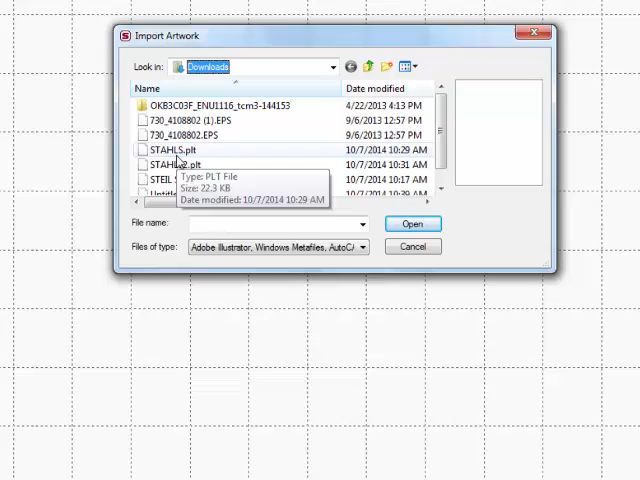 Import Artwork
Look in: Downloads
Name Date modified
OKB3C03F_ENU1116_tcm3-144153 4/22/2013 4:13 PM
730_4108802 (1).EPS 9/6/2013 12:57 PM
730_4108802.EPS 9/6/2013 12:57 PM
STAHLS.plt 10/7/2014 10:29 AM
.plt 10/7/2014 10:31 AM
STEIL 10/7/2014 10:17 AM
Type: PLT File
Size: 22.3 KB
Date modified: 10/7/2014 10:29 AM
File name: Open
Files of type: Adobe Illustrator, Windows Metafiles, AutoCA Cancel